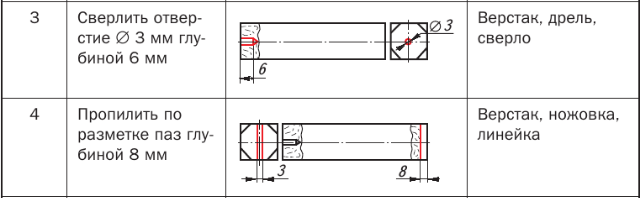 3
Сверлить отвер-
стие ∅ 3 мм глу-
биной 6 мм
∅ 3
6
Верстак, дрель,
сверло
4
Пропилить по
разметке паз глу-
биной 8 мм
3
8
Верстак, ножовка,
линейка